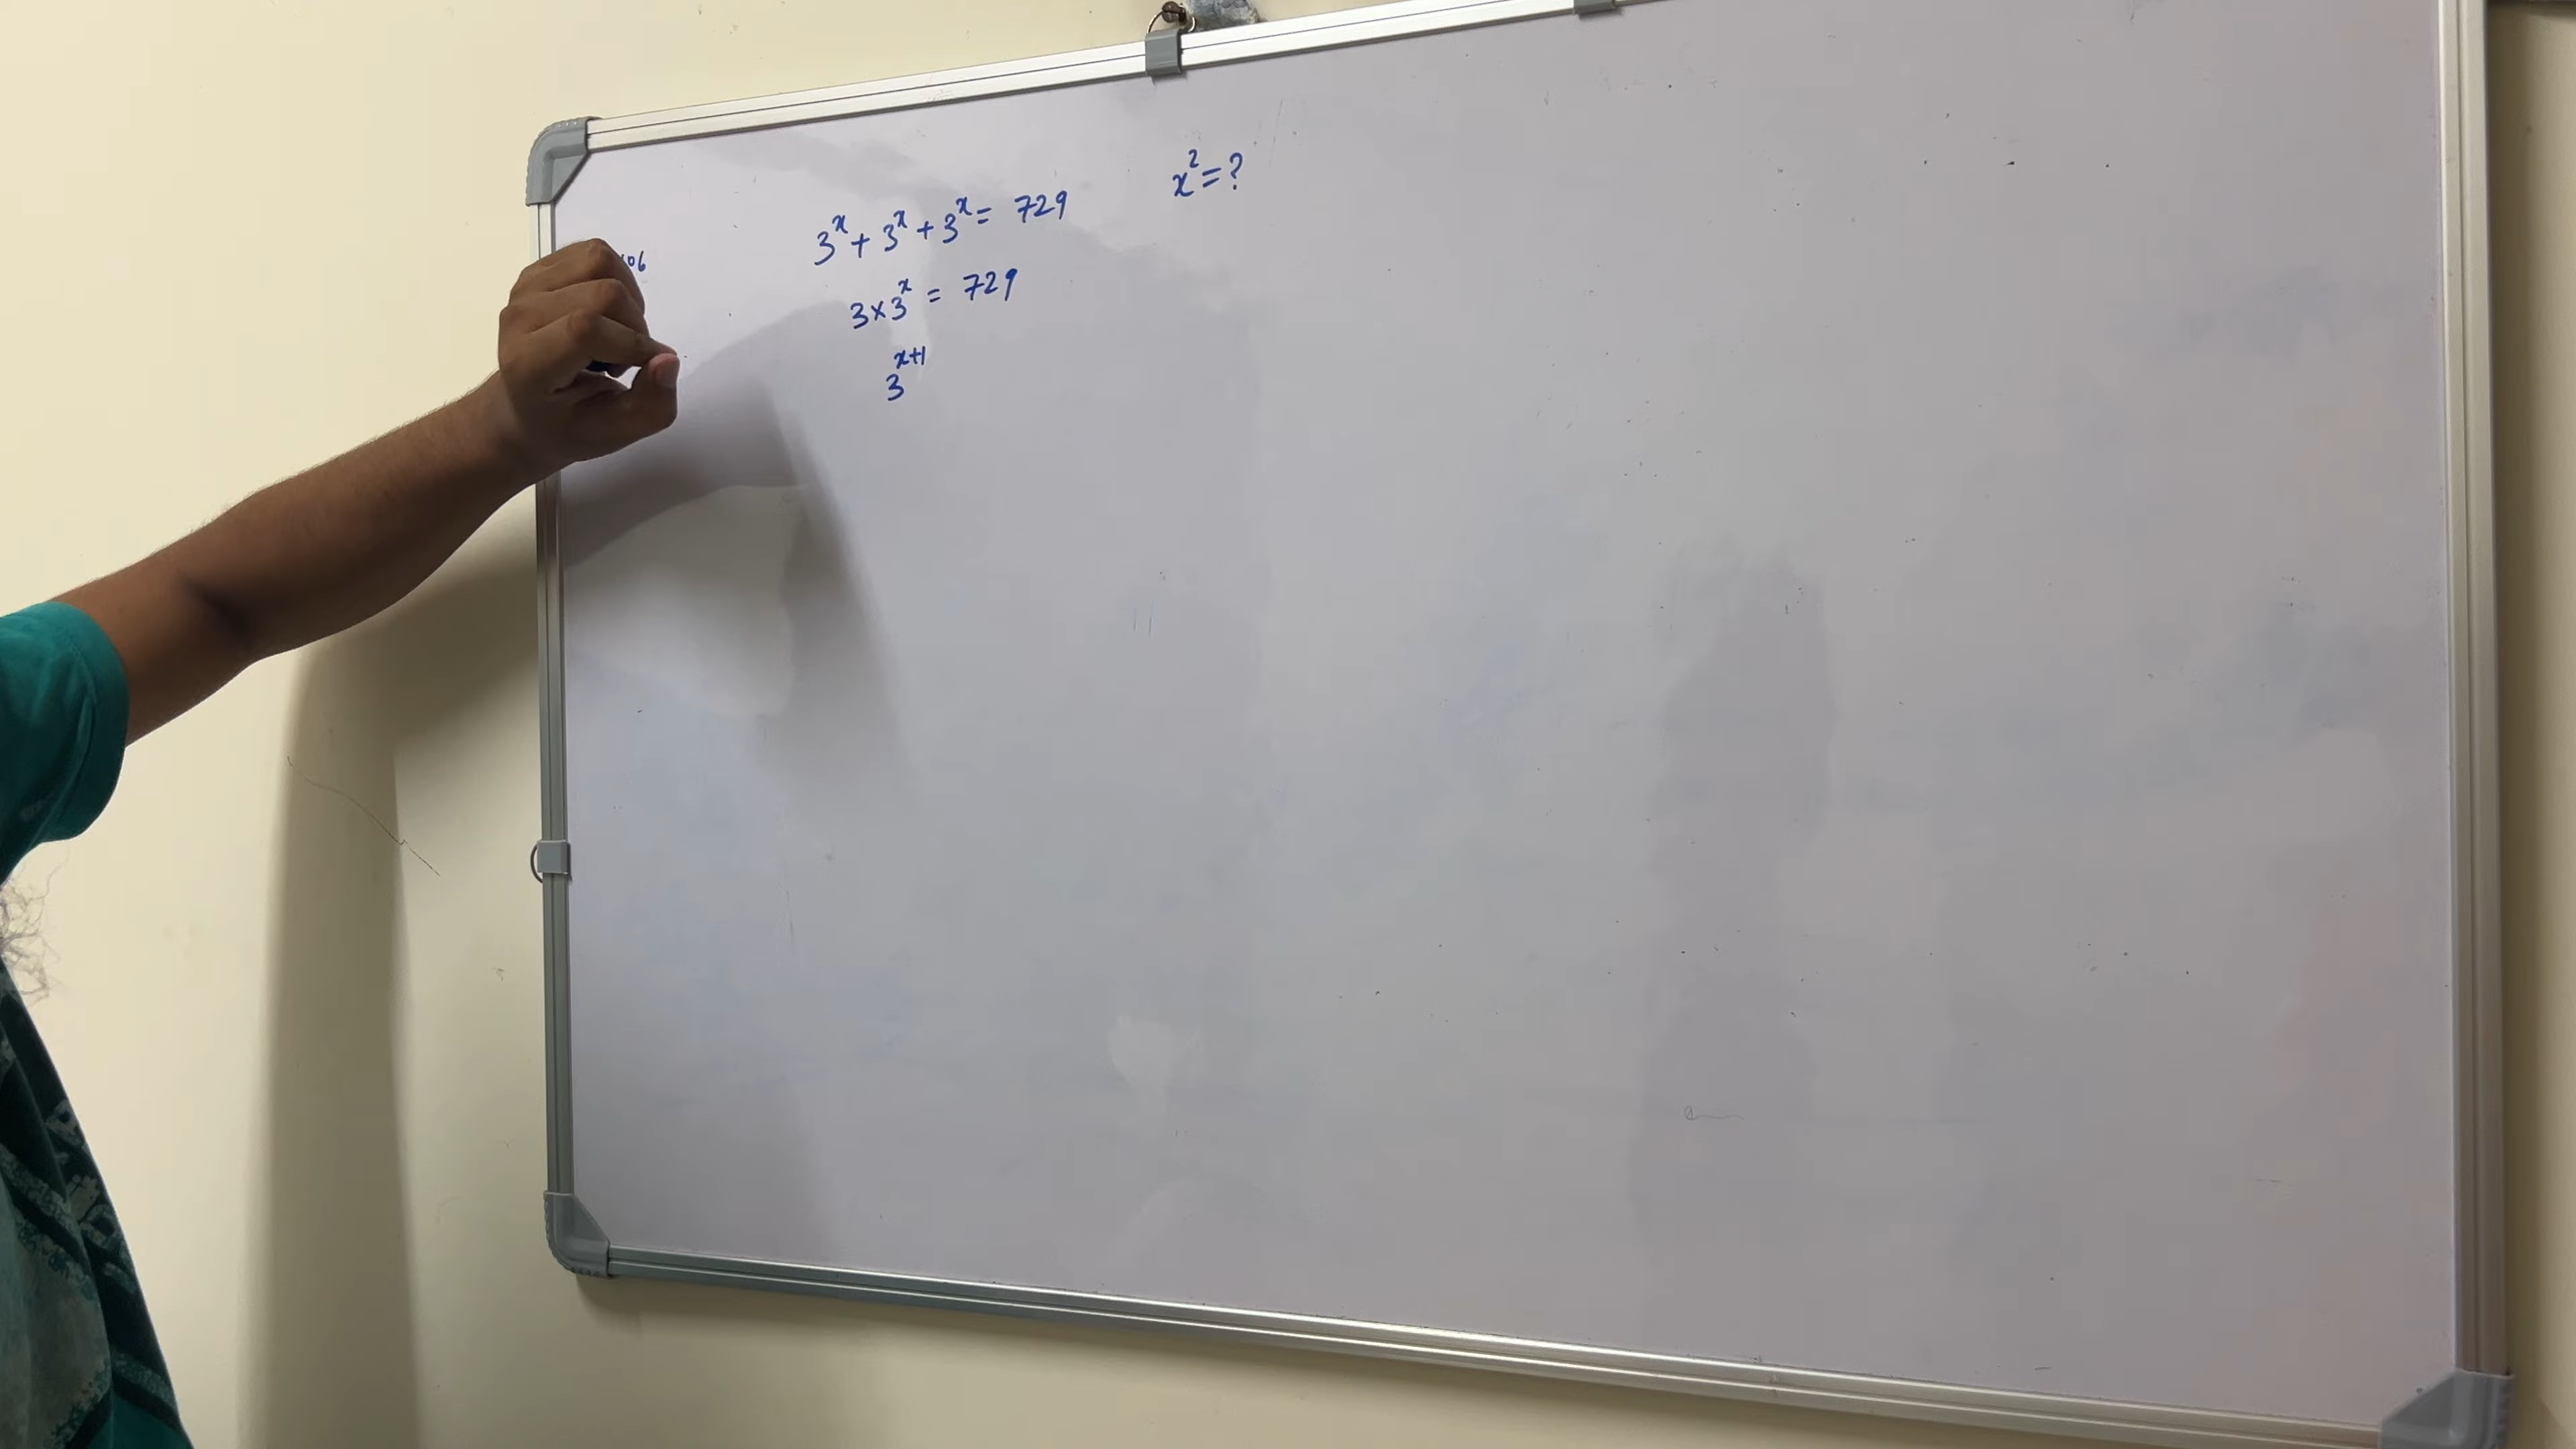 3^x + 3^x + 3^x = 729
x^2 = ?
3 × 3^x = 729
3^x+1